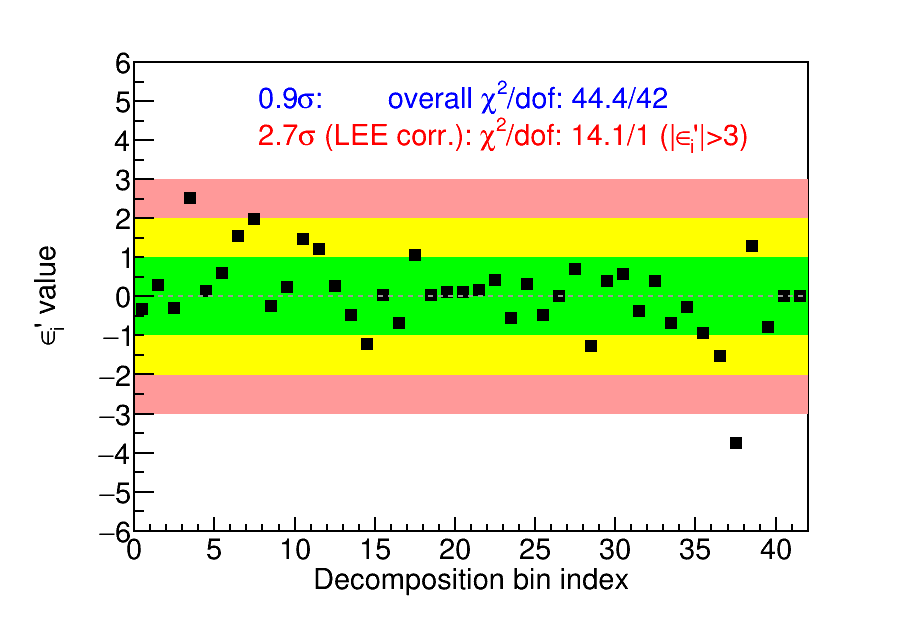 0.9σ: overall χ²/dof: 44.4/42
2.7σ (LEE corr.): χ²/dof: 14.1/1 (|ϵᵢ'|>3)
6
5
4
3
2
1
0
−1
−2
−3
−4
−5
−6
ϵᵢ' value
0 5 10 15 20 25 30 35 40
Decomposition bin index